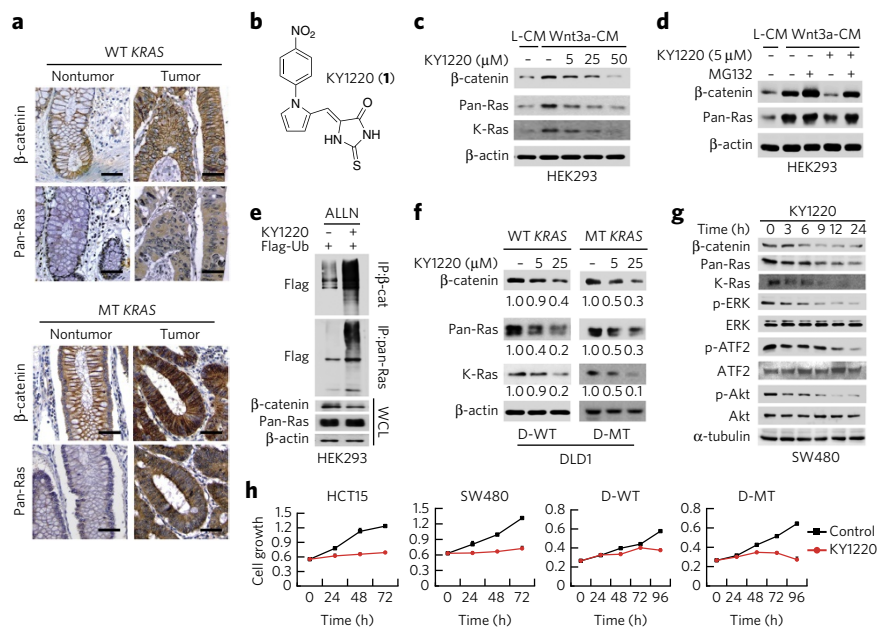 a
WT KRAS
Nontumor Tumor
β-catenin
Pan-Ras
MT KRAS
Nontumor Tumor
β-catenin
Pan-Ras
b
NO2
KY1220 (1)
N
O
HN NH
S
c
L-CM Wnt3a-CM
KY1220 (μM) – – 5 25 50
β-catenin
Pan-Ras
K-Ras
β-actin
HEK293
d
L-CM Wnt3a-CM
KY1220 (5 μM) – – – + +
MG132 – – + – +
β-catenin
Pan-Ras
β-actin
HEK293
e
ALLN
KY1220 – +
Flag-Ub + +
Flag IP:β-cat
Flag IP:pan-Ras
β-catenin
Pan-Ras
β-actin
WCL
HEK293
f
WT KRAS MT KRAS
KY1220 (μM) – 5 25 – 5 25
β-catenin
1.0 0.9 0.4 1.0 0.5 0.3
Pan-Ras
1.0 0.4 0.2 1.0 0.5 0.3
K-Ras
1.0 0.9 0.2 1.0 0.5 0.1
β-actin
D-WT D-MT
DLD1
g
KY1220
Time (h) 0 3 6 9 12 24
β-catenin
Pan-Ras
K-Ras
p-ERK
ERK
p-ATF2
ATF2
p-Akt
Akt
α-tubulin
SW480
h
HCT15 SW480 D-WT D-MT
Cell growth
1.5 1.2 0.9 0.6 0.3 0
0 24 48 72
Time (h)
1.5 1.2 0.9 0.6 0.3 0
0 24 48 72
Time (h)
0.8 0.6 0.4 0.2 0
0 24 48 72 96
Time (h)
0.8 0.6 0.4 0.2 0
0 24 48 72 96
Time (h)
Control
KY1220